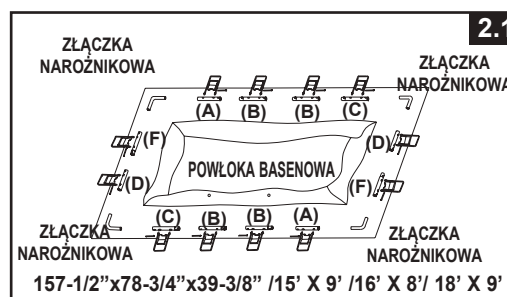 2.1
ZŁĄCZKA
NAROŻNIKOWA
ZŁĄCZKA
NAROŻNIKOWA
(A) (B) (B) (C)
(F) (D)
POWŁOKA BASENOWA
(D) (F)
(C) (B) (B) (A)
ZŁĄCZKA
NAROŻNIKOWA
ZŁĄCZKA
NAROŻNIKOWA
157-1/2”x78-3/4”x39-3/8” /15’ X 9’ /16’ X 8’/ 18’ X 9’